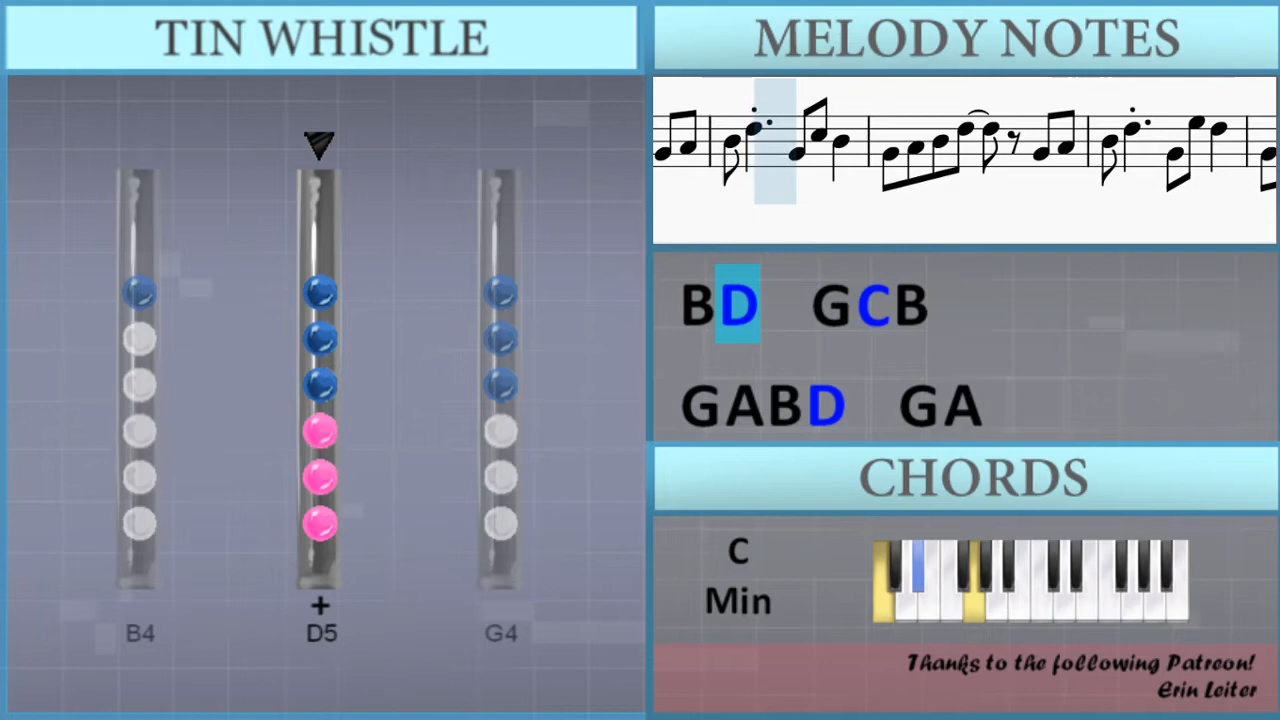 TIN WHISTLE
+
B4 D5 G4
MELODY NOTES
BD GCB
GABD GA
CHORDS
C
Min
Thanks to the following Patreon!
Erin Leiter